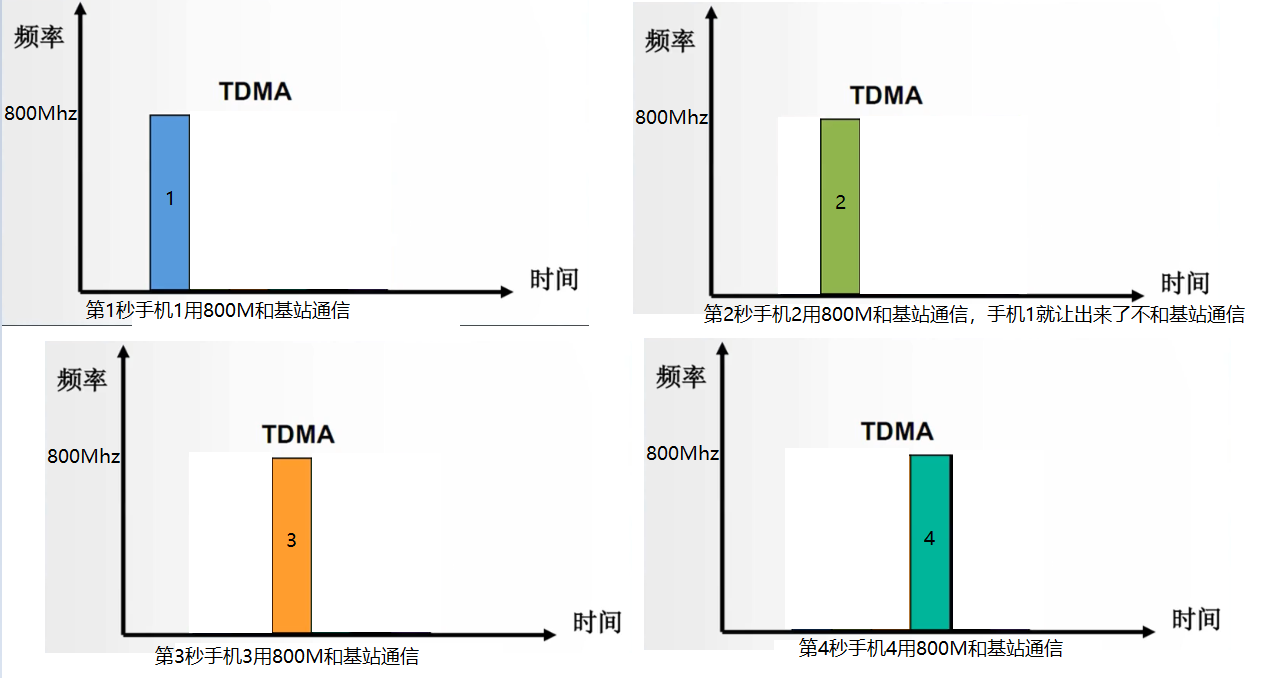 频率
TDMA
800Mhz
1
时间
第1秒手机1用800M和基站通信
频率
TDMA
800Mhz
2
时间
第2秒手机2用800M和基站通信，手机1就让出来了不和基站通信
频率
TDMA
800Mhz
3
时间
第3秒手机3用800M和基站通信
频率
TDMA
800Mhz
4
时间
第4秒手机4用800M和基站通信